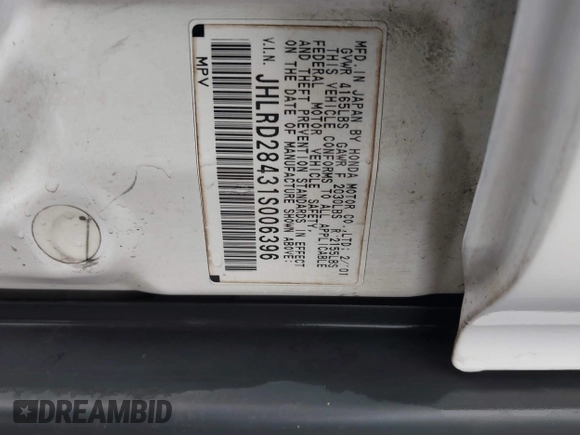 MFD. IN JAPAN BY HONDA MOTOR CO., LTD; 2/'01
GVWR 4165LBS GAWR F 2030LBS R 2155LBS
THIS VEHICLE CONFORMS TO ALL APPLICABLE
FEDERAL MOTOR VEHICLE SAFETY,
AND THEFT PREVENTION STANDARDS IN EFFECT
ON THE DATE OF MANUFACTURE SHOWN ABOVE:
V.I.N. JHLRD28431S006396
MPV
DREAMBID